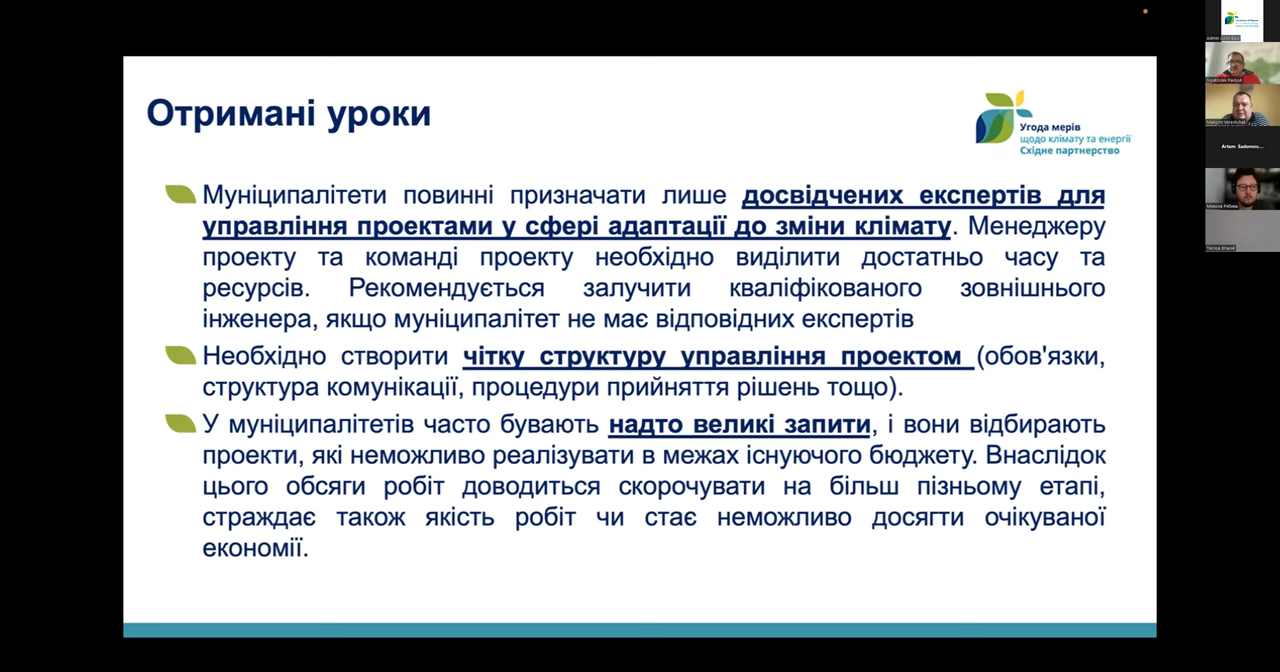 Отримані уроки
Угода мерів
щодо клімату та енергії
Східне партнерство
Муніципалітети повинні призначати лише досвідчених експертів для
управління проектами у сфері адаптації до зміни клімату. Менеджеру
проекту та команді проекту необхідно виділити достатньо часу та
ресурсів. Рекомендується залучити кваліфікованого зовнішнього
інженера, якщо муніципалітет не має відповідних експертів
Необхідно створити чітку структуру управління проектом (обов'язки,
структура комунікації, процедури прийняття рішень тощо).
У муніципалітетів часто бувають надто великі запити, і вони відбирають
проекти, які неможливо реалізувати в межах існуючого бюджету. Внаслідок
цього обсяги робіт доводиться скорочувати на більш пізньому етапі,
страждає також якість робіт чи стає неможливо досягти очікуваної
економії.